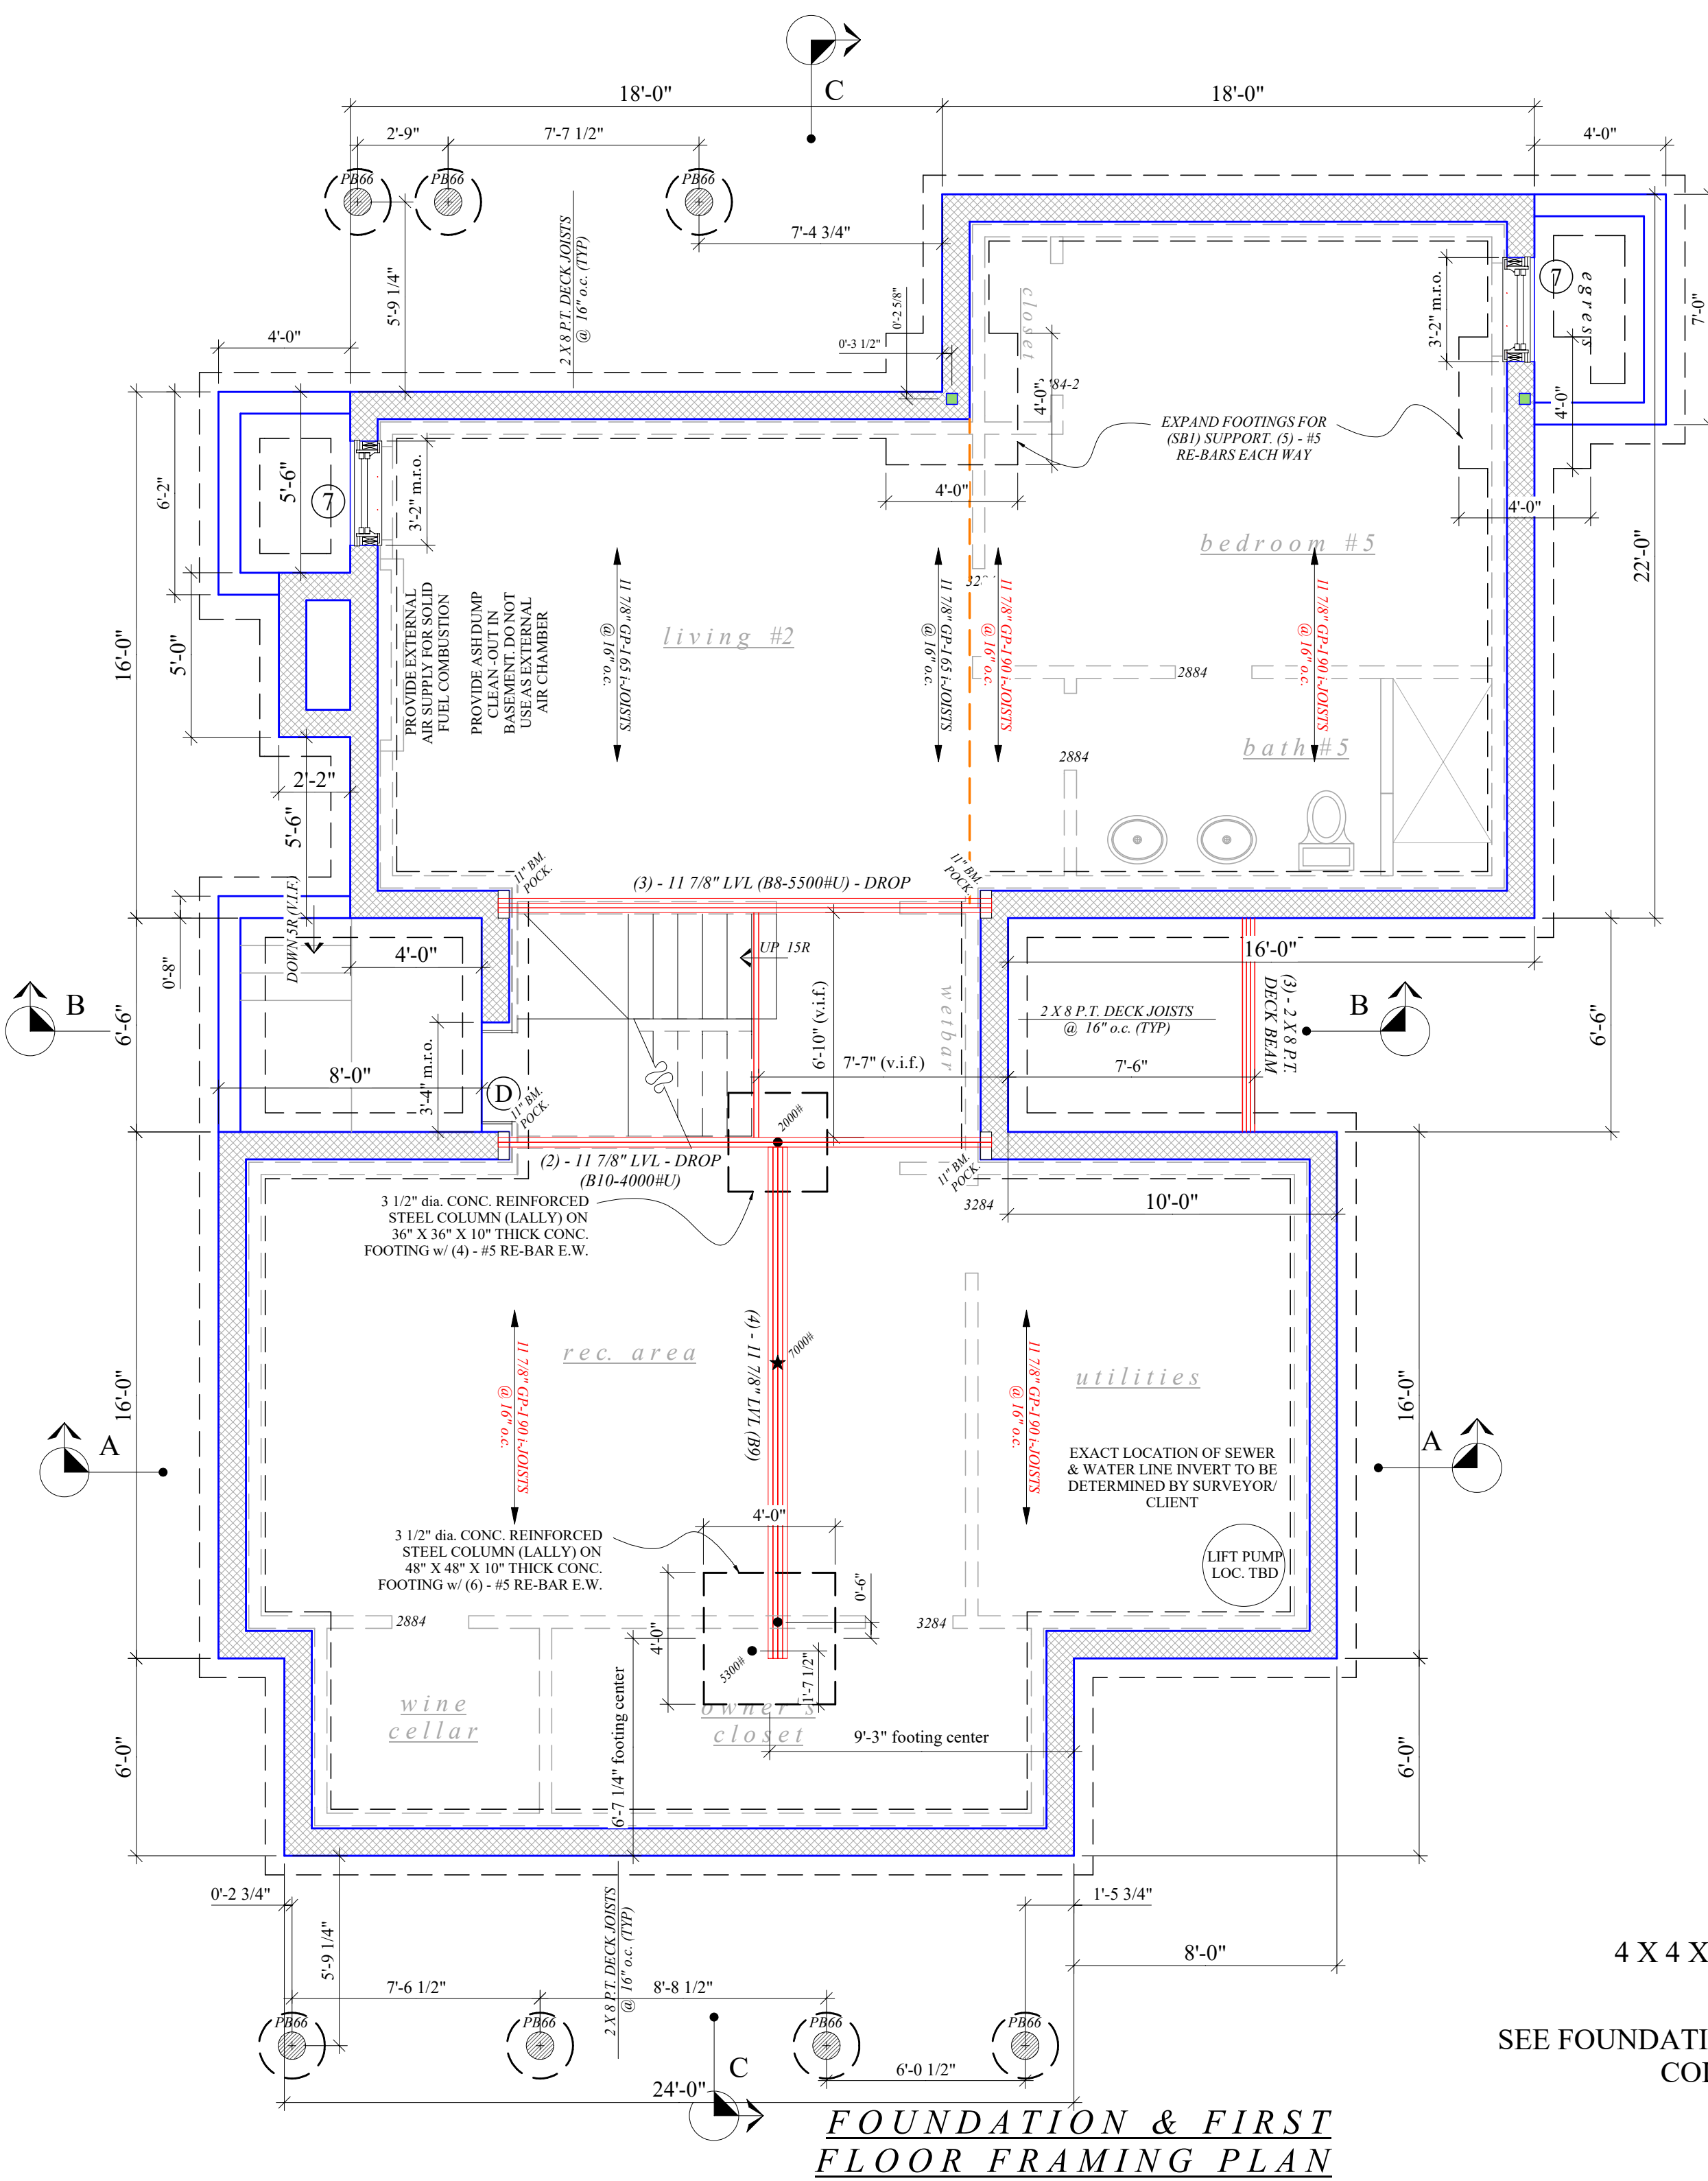 C
18'-0"
18'-0"
2'-9"
7'-7 1/2"
4'-0"
PB66
PB66
PB66
7'-4 3/4"
5'-9 1/4"
2 X 8 P.T. DECK JOISTS
@ 16" o.c. (TYP)
0'-2 5/8"
0'-3 1/2"
closet
4'-0"
3'-2" m.r.o.
7
egress
7'-0"
4'-0"
4'-0"
EXPAND FOOTINGS FOR
(SB1) SUPPORT. (5) - #5
RE-BARS EACH WAY
6'-2"
5'-6"
7
3'-2" m.r.o.
4'-0"
4'-0"
bedroom #5
22'-0"
16'-0"
5'-0"
PROVIDE EXTERNAL
AIR SUPPLY FOR SOLID
FUEL COMBUSTION
PROVIDE ASHDUMP
CLEAN -OUT IN
BASEMENT. DO NOT
USE AS EXTERNAL
AIR CHAMBER
11 7/8" GP-I-65 i-JOISTS
@ 16" o.c.
living #2
11 7/8" GP-I-65 i-JOISTS
@ 16" o.c.
11 7/8" GP-I-90 i-JOISTS
@ 16" o.c.
11 7/8" GP-I-90 i-JOISTS
@ 16" o.c.
2884
bath #5
2884
2'-2"
5'-6"
11" BM.
POCK.
(3) - 11 7/8" LVL (B8-5500#U) - DROP
11" BM.
POCK.
DOWN 5R (V.I.F.)
0'-8"
4'-0"
UP 15R
16'-0"
B
6'-6"
wetbar
2 X 8 P.T. DECK JOISTS
@ 16" o.c. (TYP)
(3) - 2 X 8 P.T.
DECK BEAM
B
6'-6"
6'-10" (v.i.f.)
7'-7" (v.i.f.)
7'-6"
8'-0"
3'-4" m.r.o.
D
11" BM.
POCK.
2000#
(2) - 11 7/8" LVL - DROP
(B10-4000#U)
11" BM.
POCK.
3284
10'-0"
3 1/2" dia. CONC. REINFORCED
STEEL COLUMN (LALLY) ON
36" X 36" X 10" THICK CONC.
FOOTING w/ (4) - #5 RE-BAR E.W.
rec. area
(4) - 11 7/8" LVL (B9)
7000#
utilities
11 7/8" GP-I-90 i-JOISTS
@ 16" o.c.
11 7/8" GP-I-90 i-JOISTS
@ 16" o.c.
16'-0"
16'-0"
A
A
EXACT LOCATION OF SEWER
& WATER LINE INVERT TO BE
DETERMINED BY SURVEYOR/
CLIENT
4'-0"
3 1/2" dia. CONC. REINFORCED
STEEL COLUMN (LALLY) ON
48" X 48" X 10" THICK CONC.
FOOTING w/ (6) - #5 RE-BAR E.W.
LIFT PUMP
LOC. TBD
0'-6"
2884
4'-0"
3284
5300#
1'-7 1/2"
wine
cellar
owner's
closet
6'-7 1/4" footing center
9'-3" footing center
6'-0"
6'-0"
0'-2 3/4"
1'-5 3/4"
5'-9 1/4"
2 X 8 P.T. DECK JOISTS
@ 16" o.c. (TYP)
8'-0"
4 X 4 X
7'-6 1/2"
8'-8 1/2"
PB66
PB66
PB66
PB66
SEE FOUNDATI
COI
C
6'-0 1/2"
24'-0"
FOUNDATION & FIRST
FLOOR FRAMING PLAN